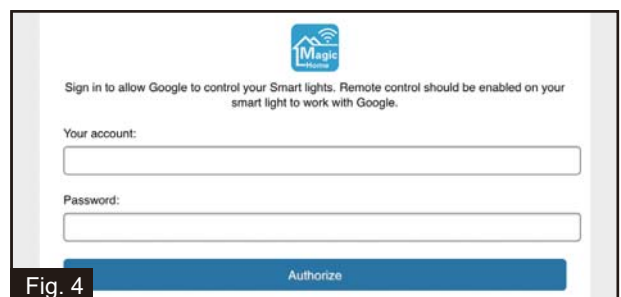 Magic
Home
Sign in to allow Google to control your Smart lights. Remote control should be enabled on your
smart light to work with Google.
Your account:
Password:
Authorize
Fig. 4